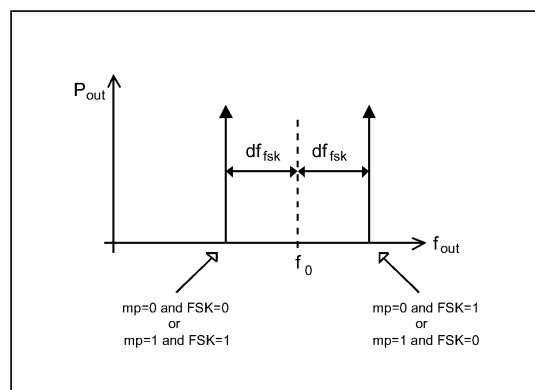 Pout
dffsk dffsk
fout
f0
mp=0 and FSK=0
or
mp=1 and FSK=1
mp=0 and FSK=1
or
mp=1 and FSK=0